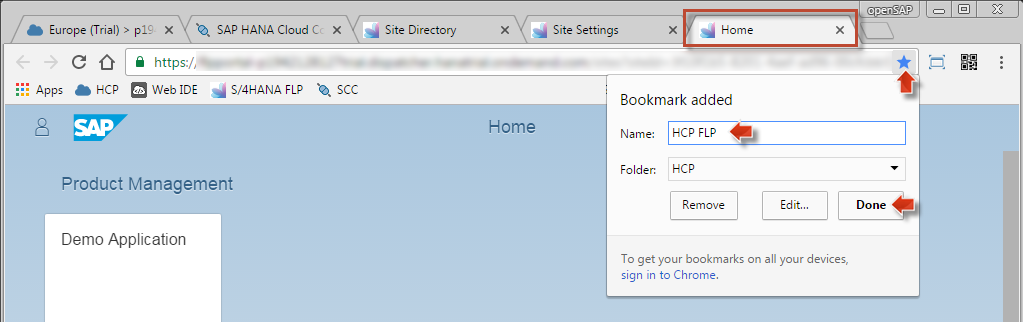 openSAP
Europe (Trial) > p19
SAP HANA Cloud Co
Site Directory
Site Settings
Home
https://
Apps
HCP
Web IDE
S/4HANA FLP
SCC
SAP
Home
Product Management
Demo Application
Bookmark added
Name: HCP FLP
Folder: HCP
Remove Edit... Done
To get your bookmarks on all your devices,
sign in to Chrome.